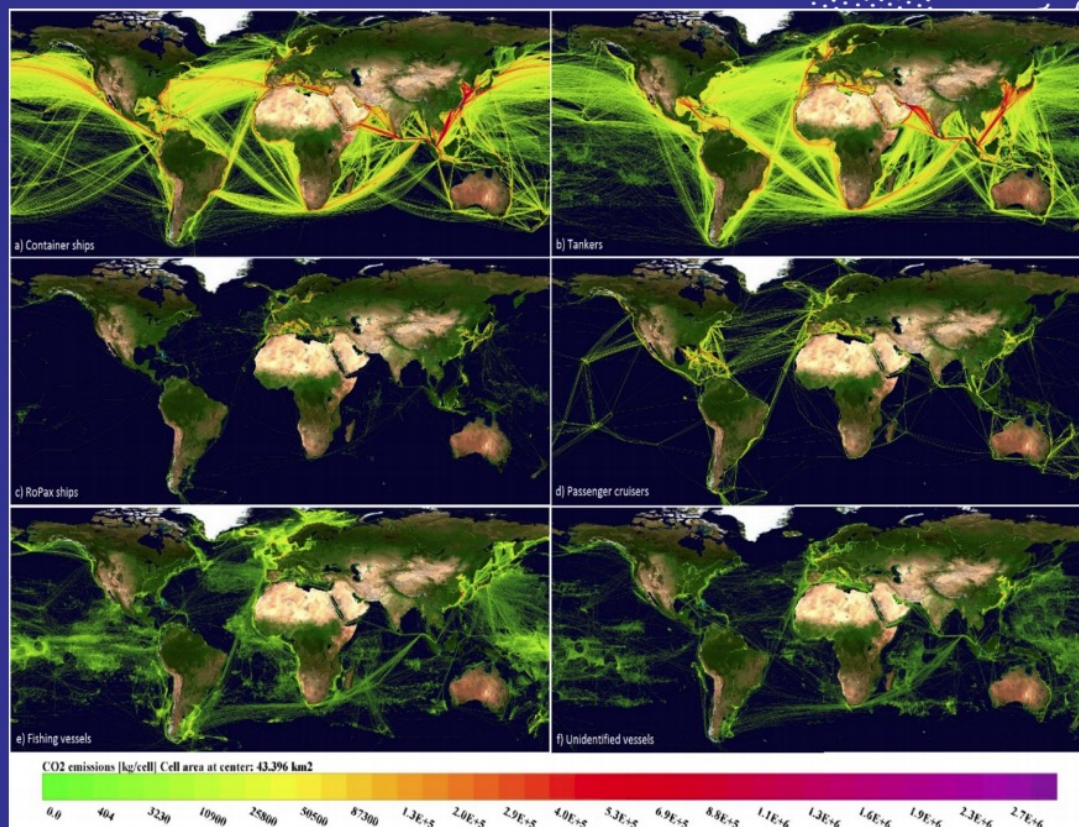 a) Container ships
b) Tankers
c) RoPax ships
d) Passenger cruisers
e) Fishing vessels
f) Unidentified vessels
CO2 emissions [kg/cell] Cell area at center: 43.396 km2
0.0 404 3230 10900 25800 50500 87300 1.3E+5 2.0E+5 2.9E+5 4.0E+5 5.3E+5 6.9E+5 8.8E+5 1.1E+6 1.3E+6 1.6E+6 1.9E+6 2.3E+6 2.7E+6